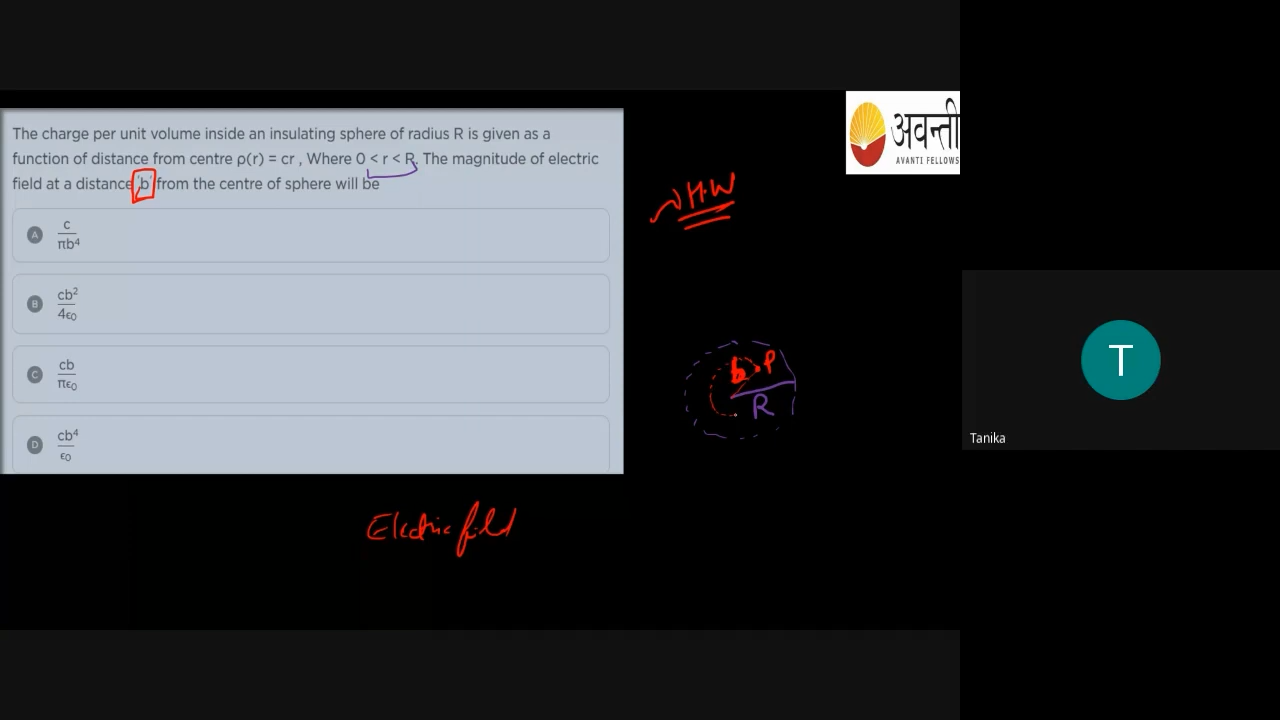 The charge per unit volume inside an insulating sphere of radius R is given as a
function of distance from centre ρ(r) = cr , Where 0 < r < R. The magnitude of electric
field at a distance 'b' from the centre of sphere will be
A c/πb⁴
B cb²/4ϵ₀
C cb/πϵ₀
D cb⁴/ϵ₀
H.W
b P
R
Electric field
अवन्ती
AVANTI FELLOWS
T
Tanika